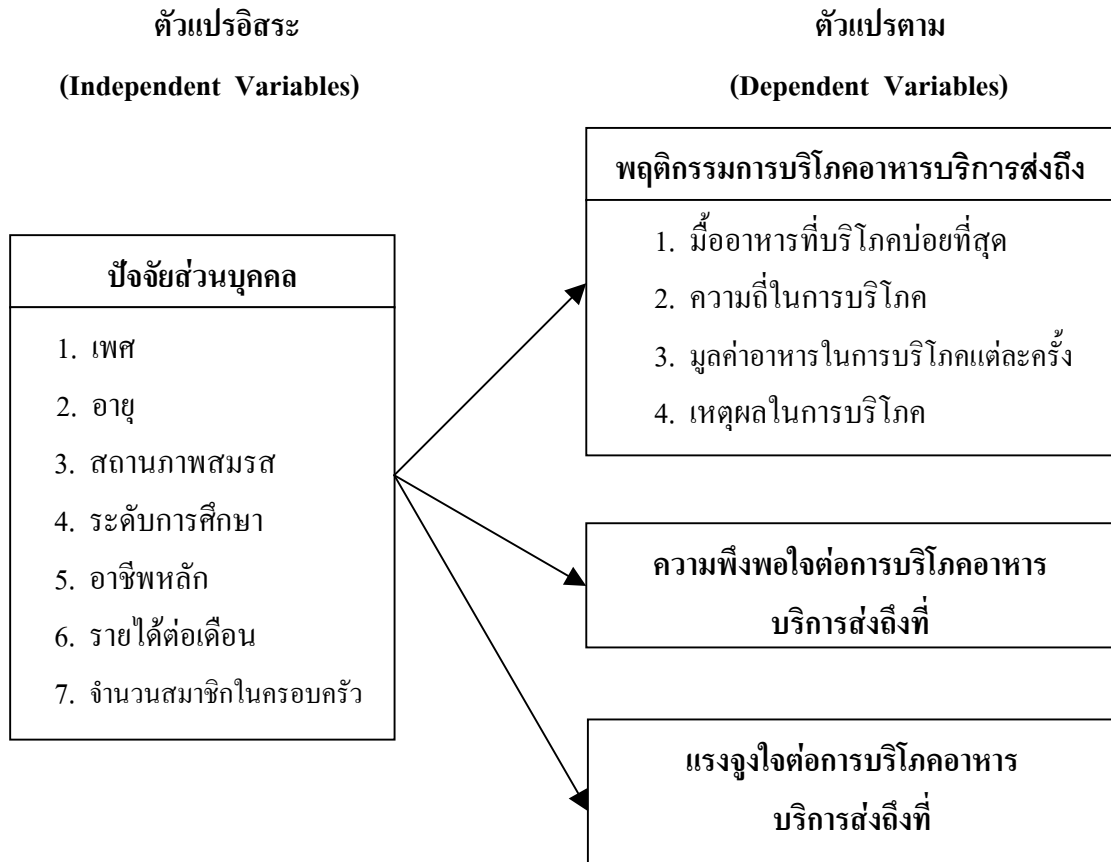 ตัวแปรอิสระ
(Independent Variables)
ปัจจัยส่วนบุคคล
1. เพศ
2. อายุ
3. สถานภาพสมรส
4. ระดับการศึกษา
5. อาชีพหลัก
6. รายได้ต่อเดือน
7. จำนวนสมาชิกในครอบครัว
ตัวแปรตาม
(Dependent Variables)
พฤติกรรมการบริโภคอาหารบริการส่งถึง
1. มื้ออาหารที่บริโภคบ่อยที่สุด
2. ความถี่ในการบริโภค
3. มูลค่าอาหารในการบริโภคแต่ละครั้ง
4. เหตุผลในการบริโภค
ความพึงพอใจต่อการบริโภคอาหาร
บริการส่งถึงที่
แรงจูงใจต่อการบริโภคอาหาร
บริการส่งถึงที่